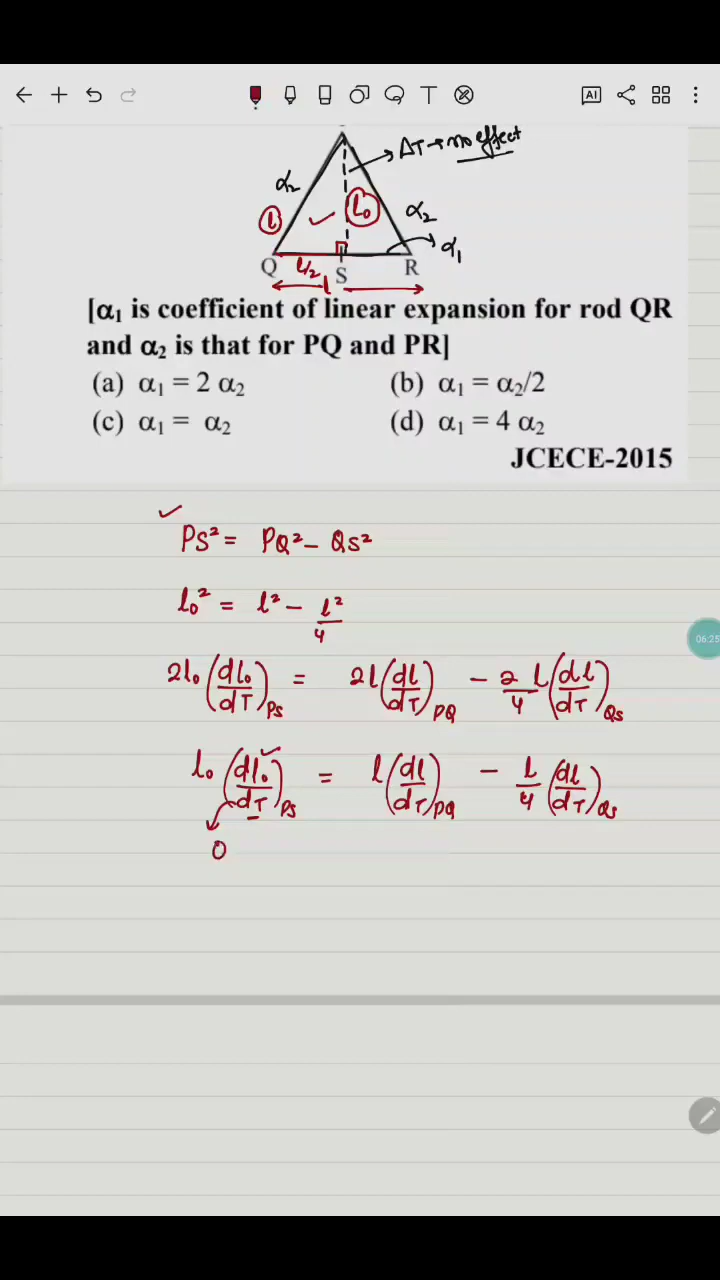 T
AI
ΔT → no effect
α₂
l
l₀
α₂
α₁
Q
l/2
S
R
l
[α₁ is coefficient of linear expansion for rod QR
and α₂ is that for PQ and PR]
(a) α₁ = 2 α₂ (b) α₁ = α₂/2
(c) α₁ = α₂ (d) α₁ = 4 α₂
JCECE-2015
PS² = PQ² - QS²
l₀² = l² - l²/4
06:25
2l₀ (dl₀/dT)PS = 2l (dl/dT)PQ - 2/4 l (dl/dT)QS
l₀ (dl₀/dT)PS = l (dl/dT)PQ - l/4 (dl/dT)QS
0